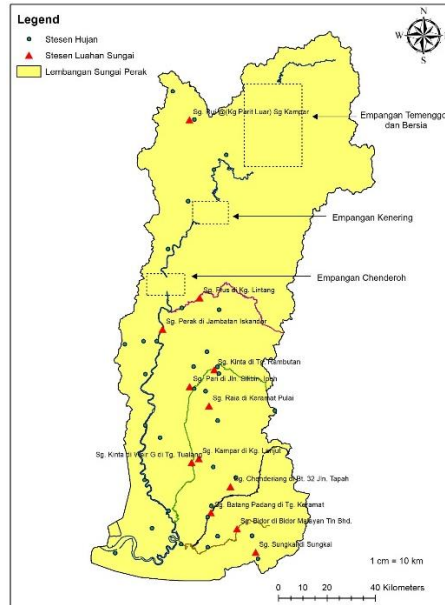 Legend
Stesen Hujan
Stesen Luahan Sungai
Lembangan Sungai Perak
N
W
E
S
Sg. Rui @(Kg Parit Luar) Sg Kampar
Empangan Temenggor
dan Bersia
Empangan Kenering
Empangan Chenderoh
Sg. Plus di Kg. Lintang
Sg. Perak di Jambatan Iskandar
Sg. Kinta di Tg. Rambutan
Sg. Pari di Jln. Silibin Ipoh
Sg. Raia di Keramat Pulai
Sg. Kampar di Kg. Lanjut
Sg. Kinta di Weir G di Tg. Tualang
Sg. Chenderiang di Bt. 32 Jln. Tapah
Sg. Batang Padang di Tg. Keramat
Sg. Bidor di Bidor Malayan Tin Bhd.
Sg. Sungkai di Sungkai
1 cm = 10 km
0 5 10 20 30 40 Kilometers